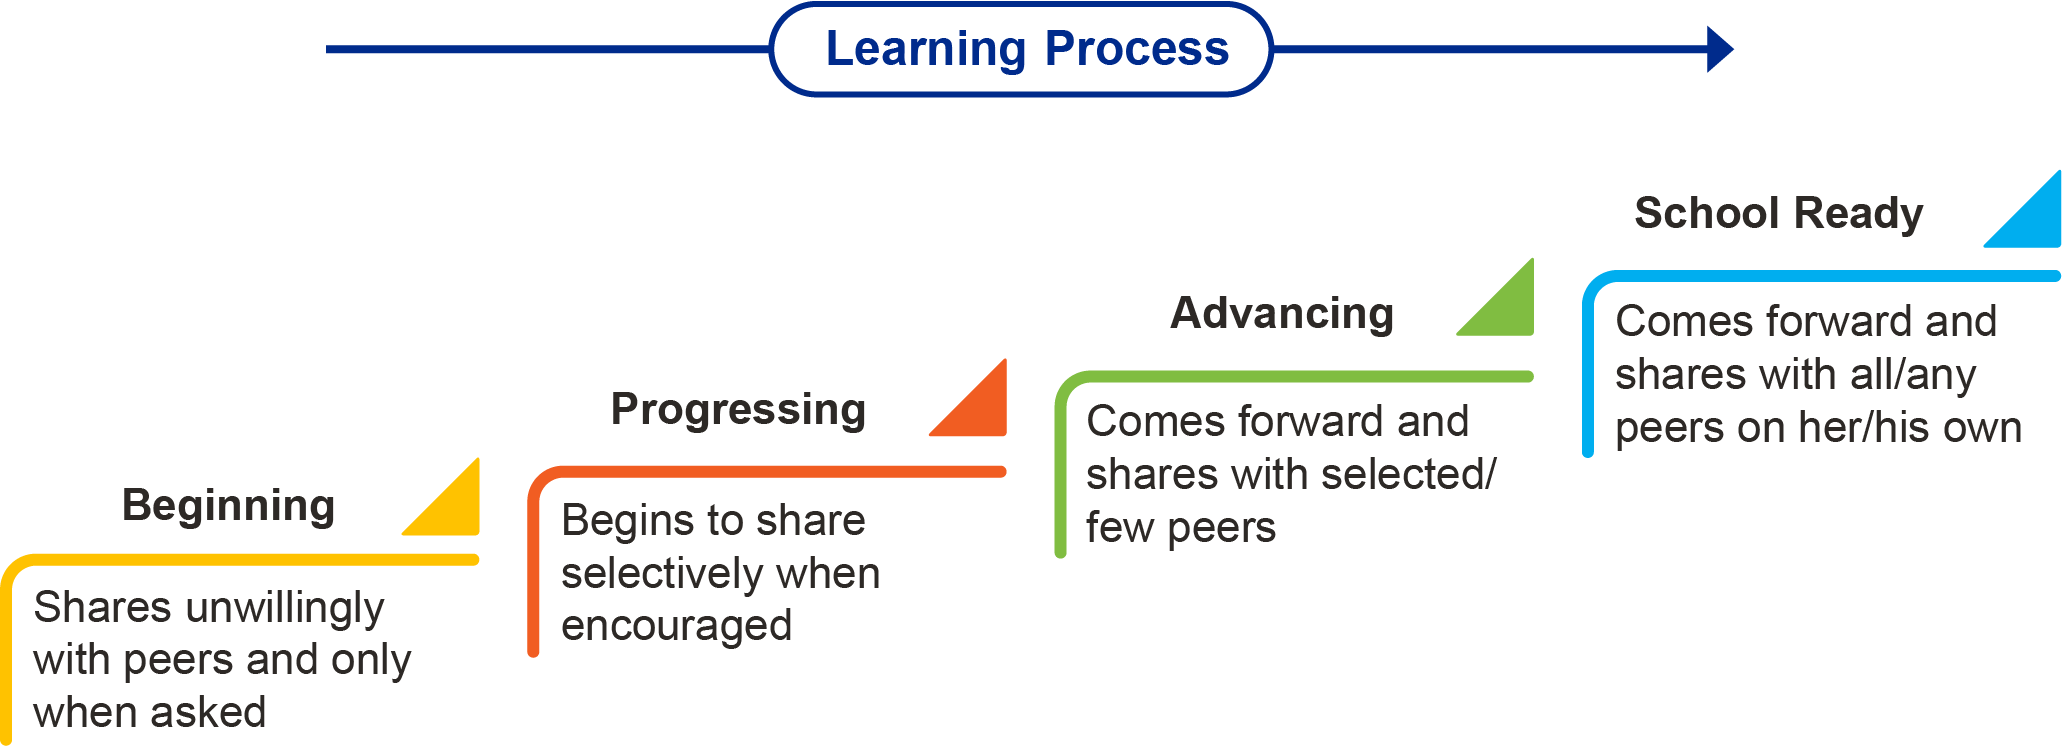 Learning Process
Beginning
Shares unwillingly
with peers and only
when asked
Progressing
Begins to share
selectively when
encouraged
Advancing
Comes forward and
shares with selected/
few peers
School Ready
Comes forward and
shares with all/any
peers on her/his own